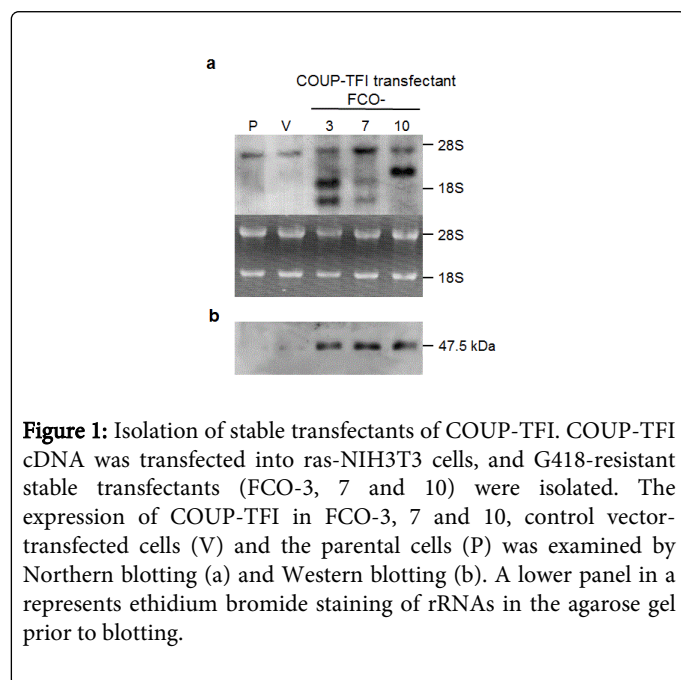 a
COUP-TFI transfectant
FCO-
P V 3 7 10
28S
18S
28S
18S
b
47.5 kDa
Figure 1: Isolation of stable transfectants of COUP-TFI. COUP-TFI
cDNA was transfected into ras-NIH3T3 cells, and G418-resistant
stable transfectants (FCO-3, 7 and 10) were isolated. The
expression of COUP-TFI in FCO-3, 7 and 10, control vector-
transfected cells (V) and the parental cells (P) was examined by
Northern blotting (a) and Western blotting (b). A lower panel in a
represents ethidium bromide staining of rRNAs in the agarose gel
prior to blotting.